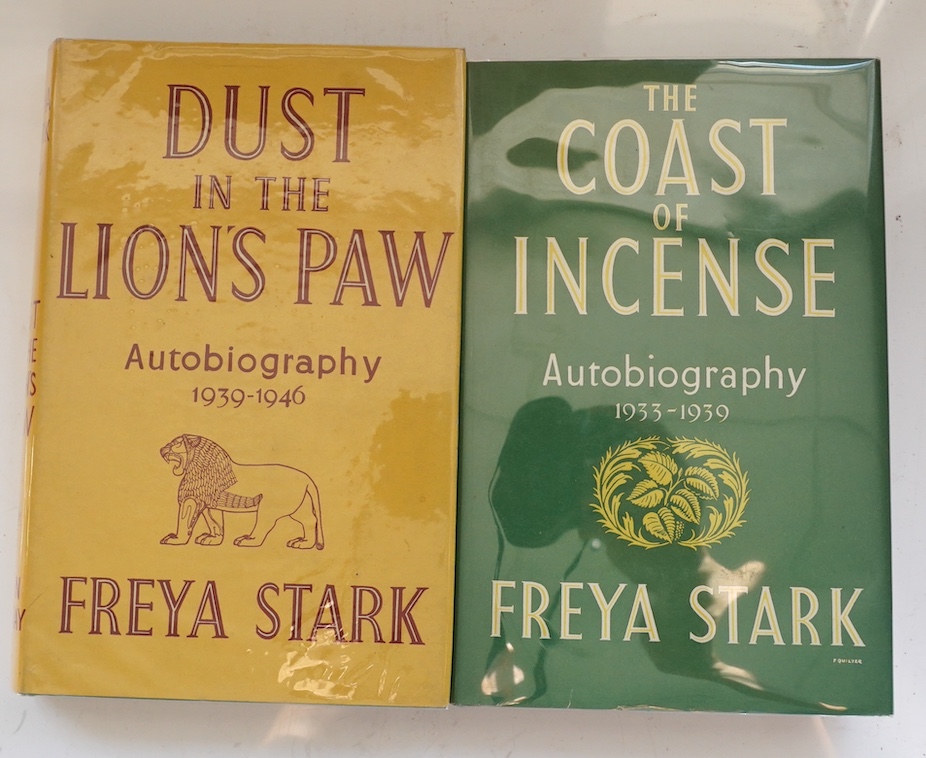 DUST
IN THE
LION'S PAW
Autobiography
1939-1946
FREYA STARK
THE
COAST
OF
INCENSE
Autobiography
1933-1939
FREYA STARK